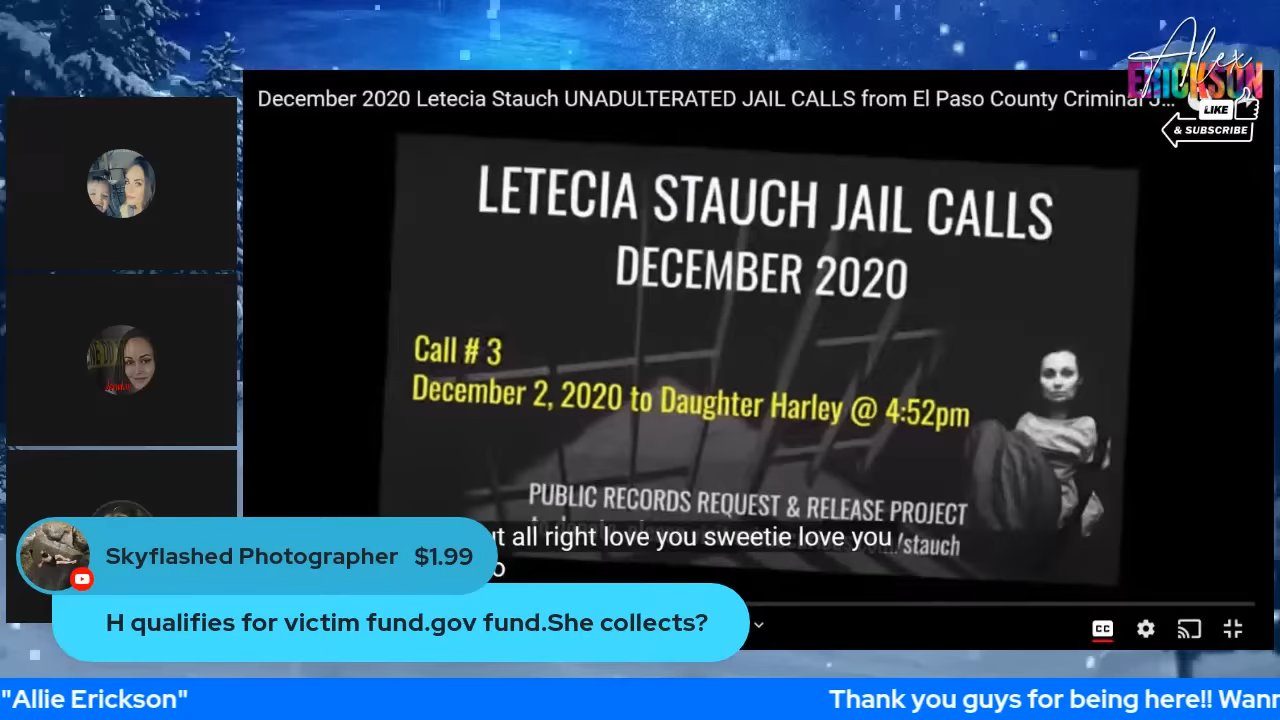 December 2020 Letecia Stauch UNADULTERATED JAIL CALLS from El Paso County Criminal J...
Alex
ERICKSON
LIKE
& SUBSCRIBE
LETECIA STAUCH JAIL CALLS
DECEMBER 2020
Call # 3
December 2, 2020 to Daughter Harley @ 4:52pm
PUBLIC RECORDS REQUEST & RELEASE PROJECT
/stauch
all right love you sweetie love you
Skyflashed Photographer $1.99
H qualifies for victim fund.gov fund.She collects?
CC
"Allie Erickson"
Thank you guys for being here!! Wann